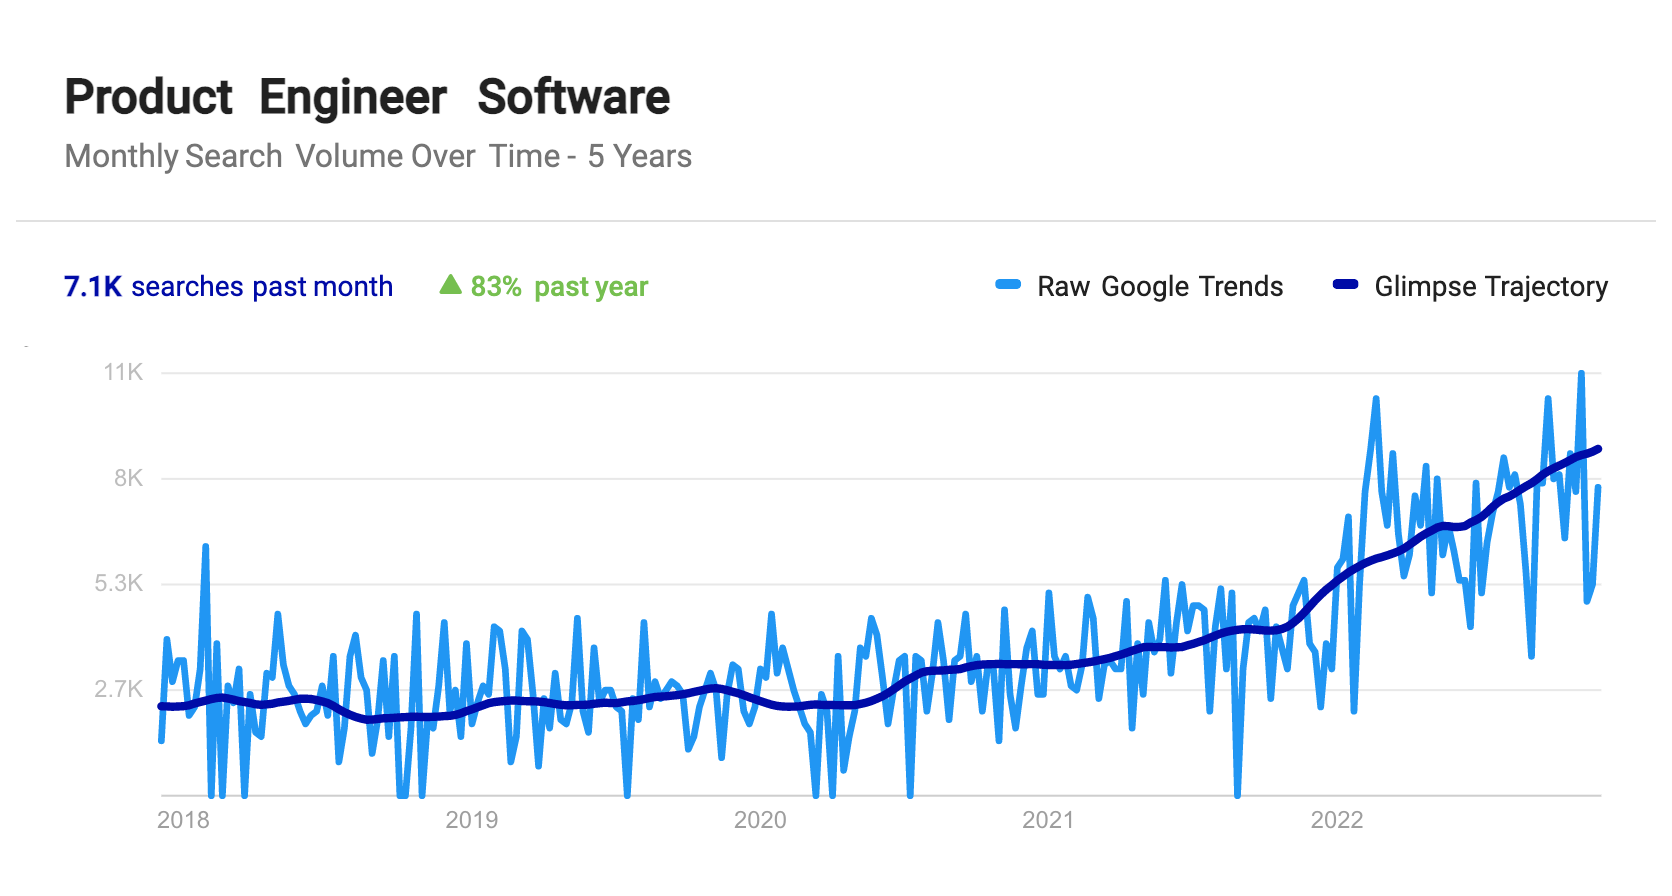 Product Engineer Software
Monthly Search Volume Over Time - 5 Years
7.1K searches past month ▲ 83% past year Raw Google Trends Glimpse Trajectory
11K
8K
5.3K
2.7K
2018 2019 2020 2021 2022